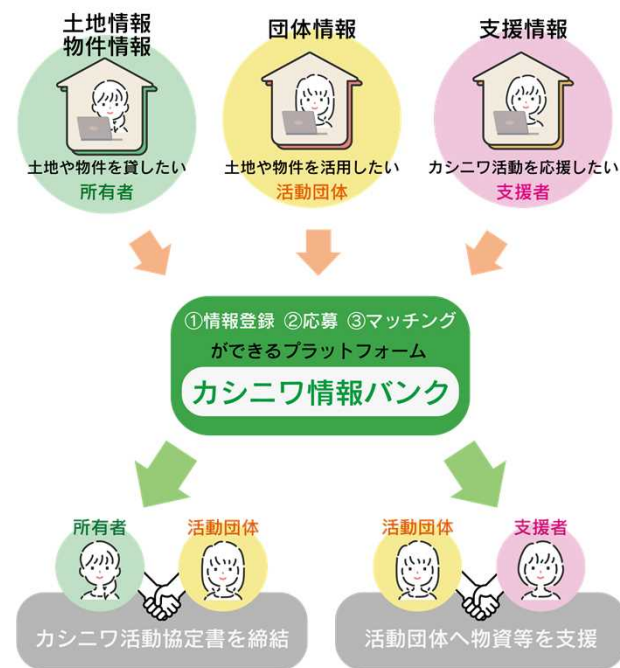 土地情報
物件情報
団体情報
支援情報
土地や物件を貸したい
所有者
土地や物件を活用したい
活動団体
カシニワ活動を応援したい
支援者
①情報登録 ②応募 ③マッチング
ができるプラットフォーム
カシニワ情報バンク
所有者
活動団体
カシニワ活動協定書を締結
活動団体
支援者
活動団体へ物資等を支援